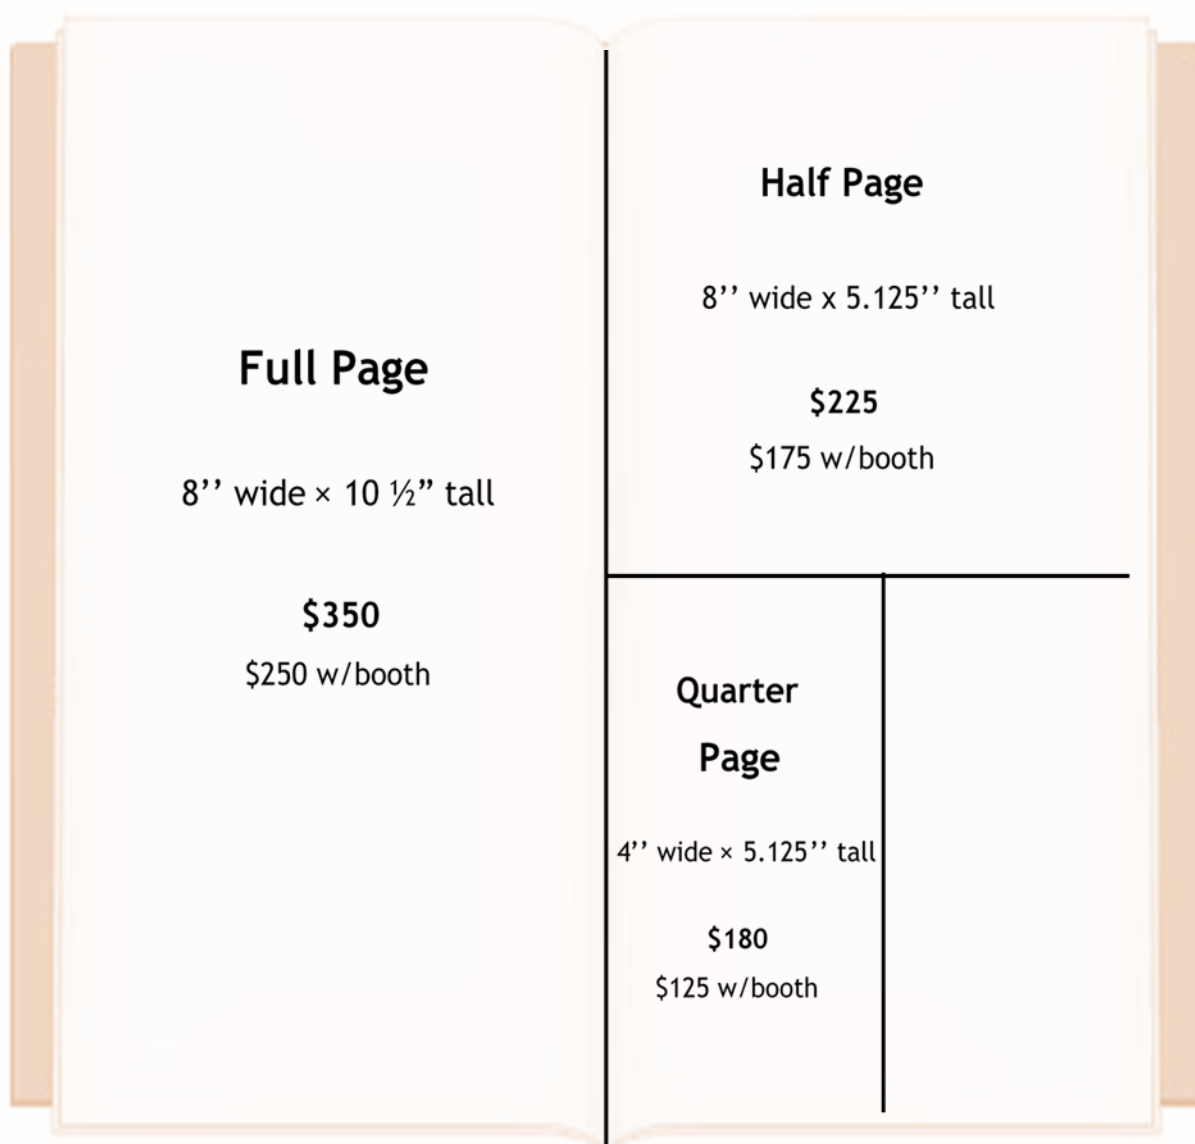 Full Page
8’’ wide × 10 ½” tall
$350
$250 w/booth
Half Page
8’’ wide x 5.125’’ tall
$225
$175 w/booth
Quarter
Page
4’’ wide × 5.125’’ tall
$180
$125 w/booth